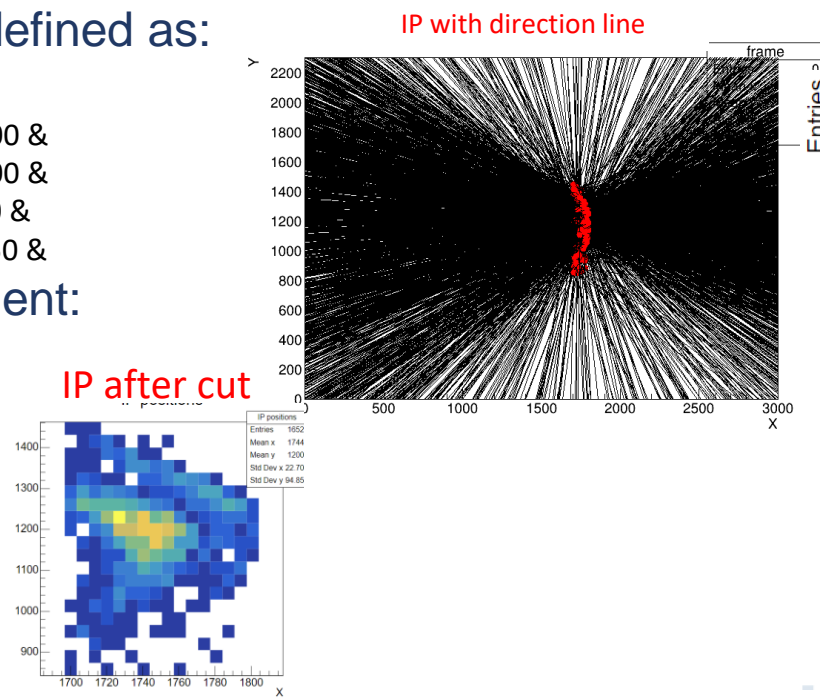 defined as:
00 &
00 &
0 &
0 &
ent:
IP with direction line
frame
Entries
Y
2200
2000
1800
1600
1400
1200
1000
800
600
400
200
0
500
1000
1500
2000
2500
3000
X
IP after cut
IP positions
IP positions
Entries 1652
Mean x 1744
Mean y 1200
Std Dev x 22.70
Std Dev y 94.85
1400
1300
1200
1100
1000
900
1700 1720 1740 1760 1780 1800
X